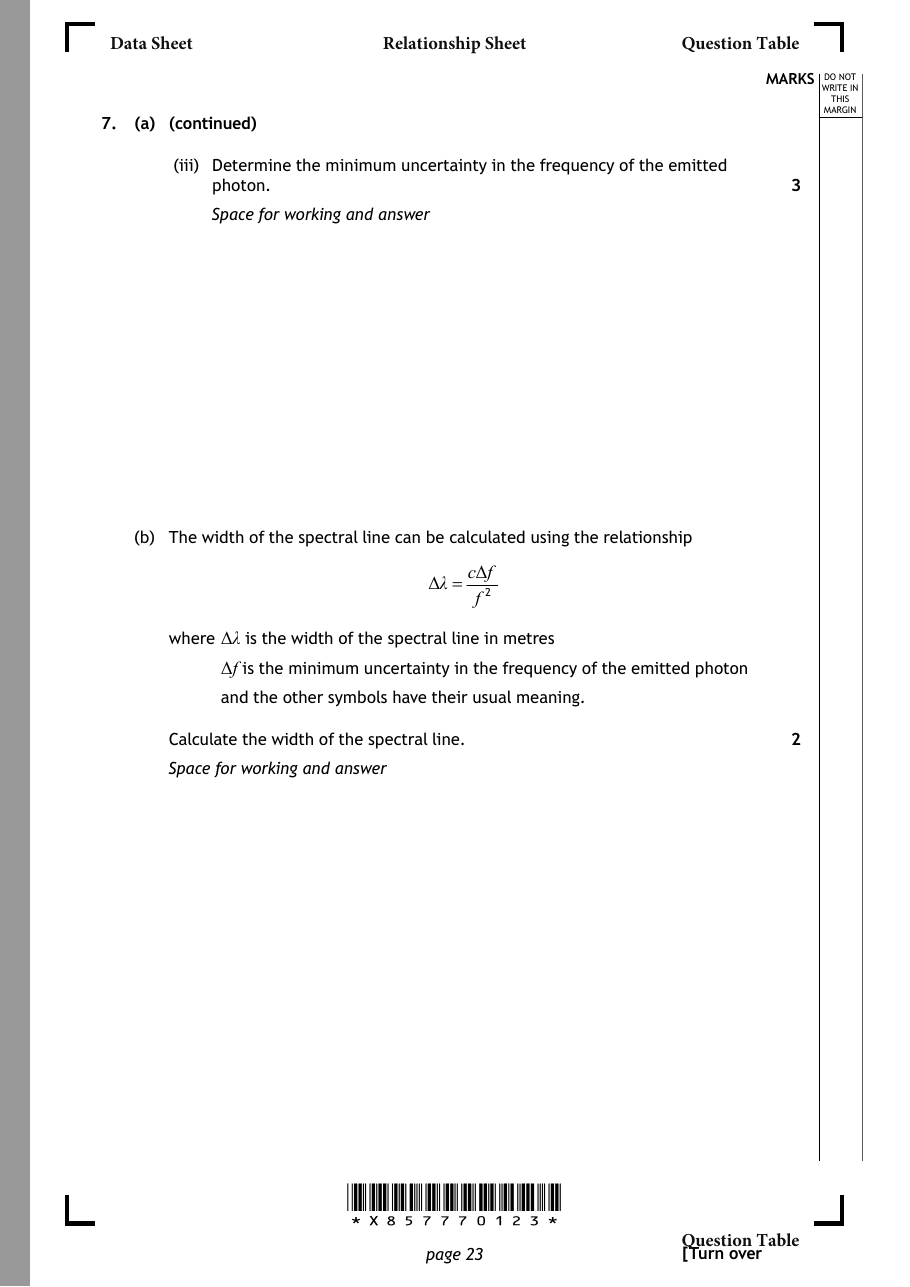 Data Sheet Relationship Sheet Question Table
MARKS
DO NOT
WRITE IN
THIS
MARGIN
7. (a) (continued)
(iii) Determine the minimum uncertainty in the frequency of the emitted
photon. 3
Space for working and answer
(b) The width of the spectral line can be calculated using the relationship
Δλ = cΔf / f²
where Δλ is the width of the spectral line in metres
Δf is the minimum uncertainty in the frequency of the emitted photon
and the other symbols have their usual meaning.
Calculate the width of the spectral line. 2
Space for working and answer
* X 8 5 7 7 7 0 1 2 3 *
Question Table
page 23 [Turn over